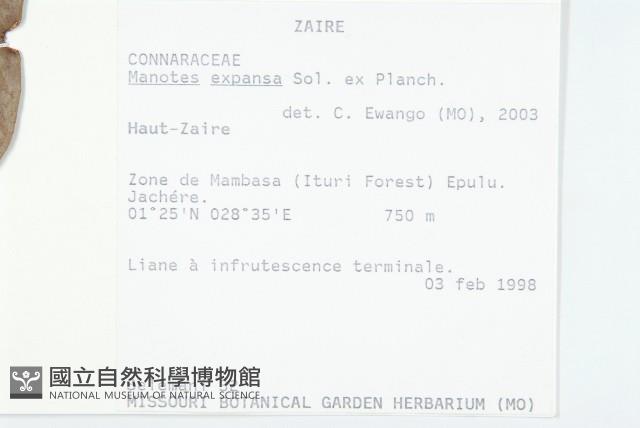 ZAIRE
CONNARACEAE
Manotes expansa Sol. ex Planch.
det. C. Ewango (MO), 2003
Haut-Zaire
Zone de Mambasa (Ituri Forest) Epulu.
Jachére.
01°25'N 028°35'E 750 m
Liane à infrutescence terminale.
03 feb 1998
國立自然科學博物館
NATIONAL MUSEUM OF NATURAL SCIENCE
MISSOURI BOTANICAL GARDEN HERBARIUM (MO)